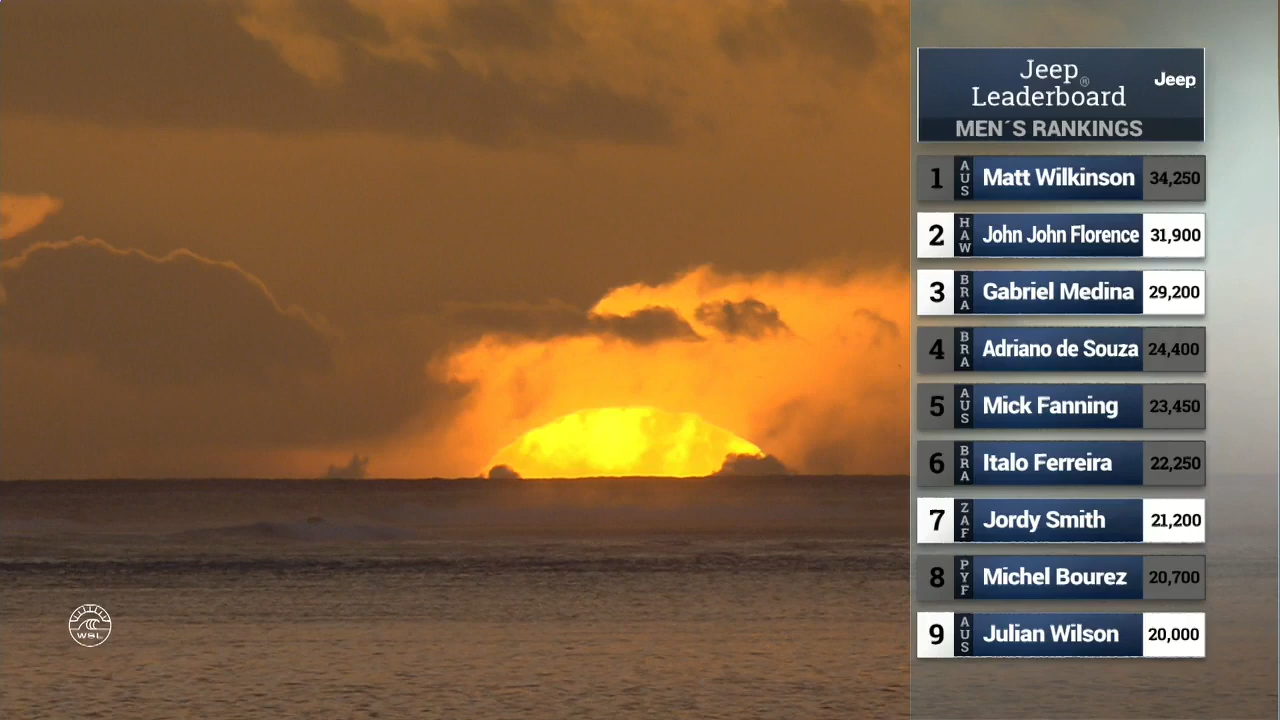 Jeep®
Leaderboard
Jeep
MEN´S RANKINGS
1 AUS Matt Wilkinson 34,250
2 HAW John John Florence 31,900
3 BRA Gabriel Medina 29,200
4 BRA Adriano de Souza 24,400
5 AUS Mick Fanning 23,450
6 BRA Italo Ferreira 22,250
7 ZAF Jordy Smith 21,200
8 PYF Michel Bourez 20,700
9 AUS Julian Wilson 20,000
WSL